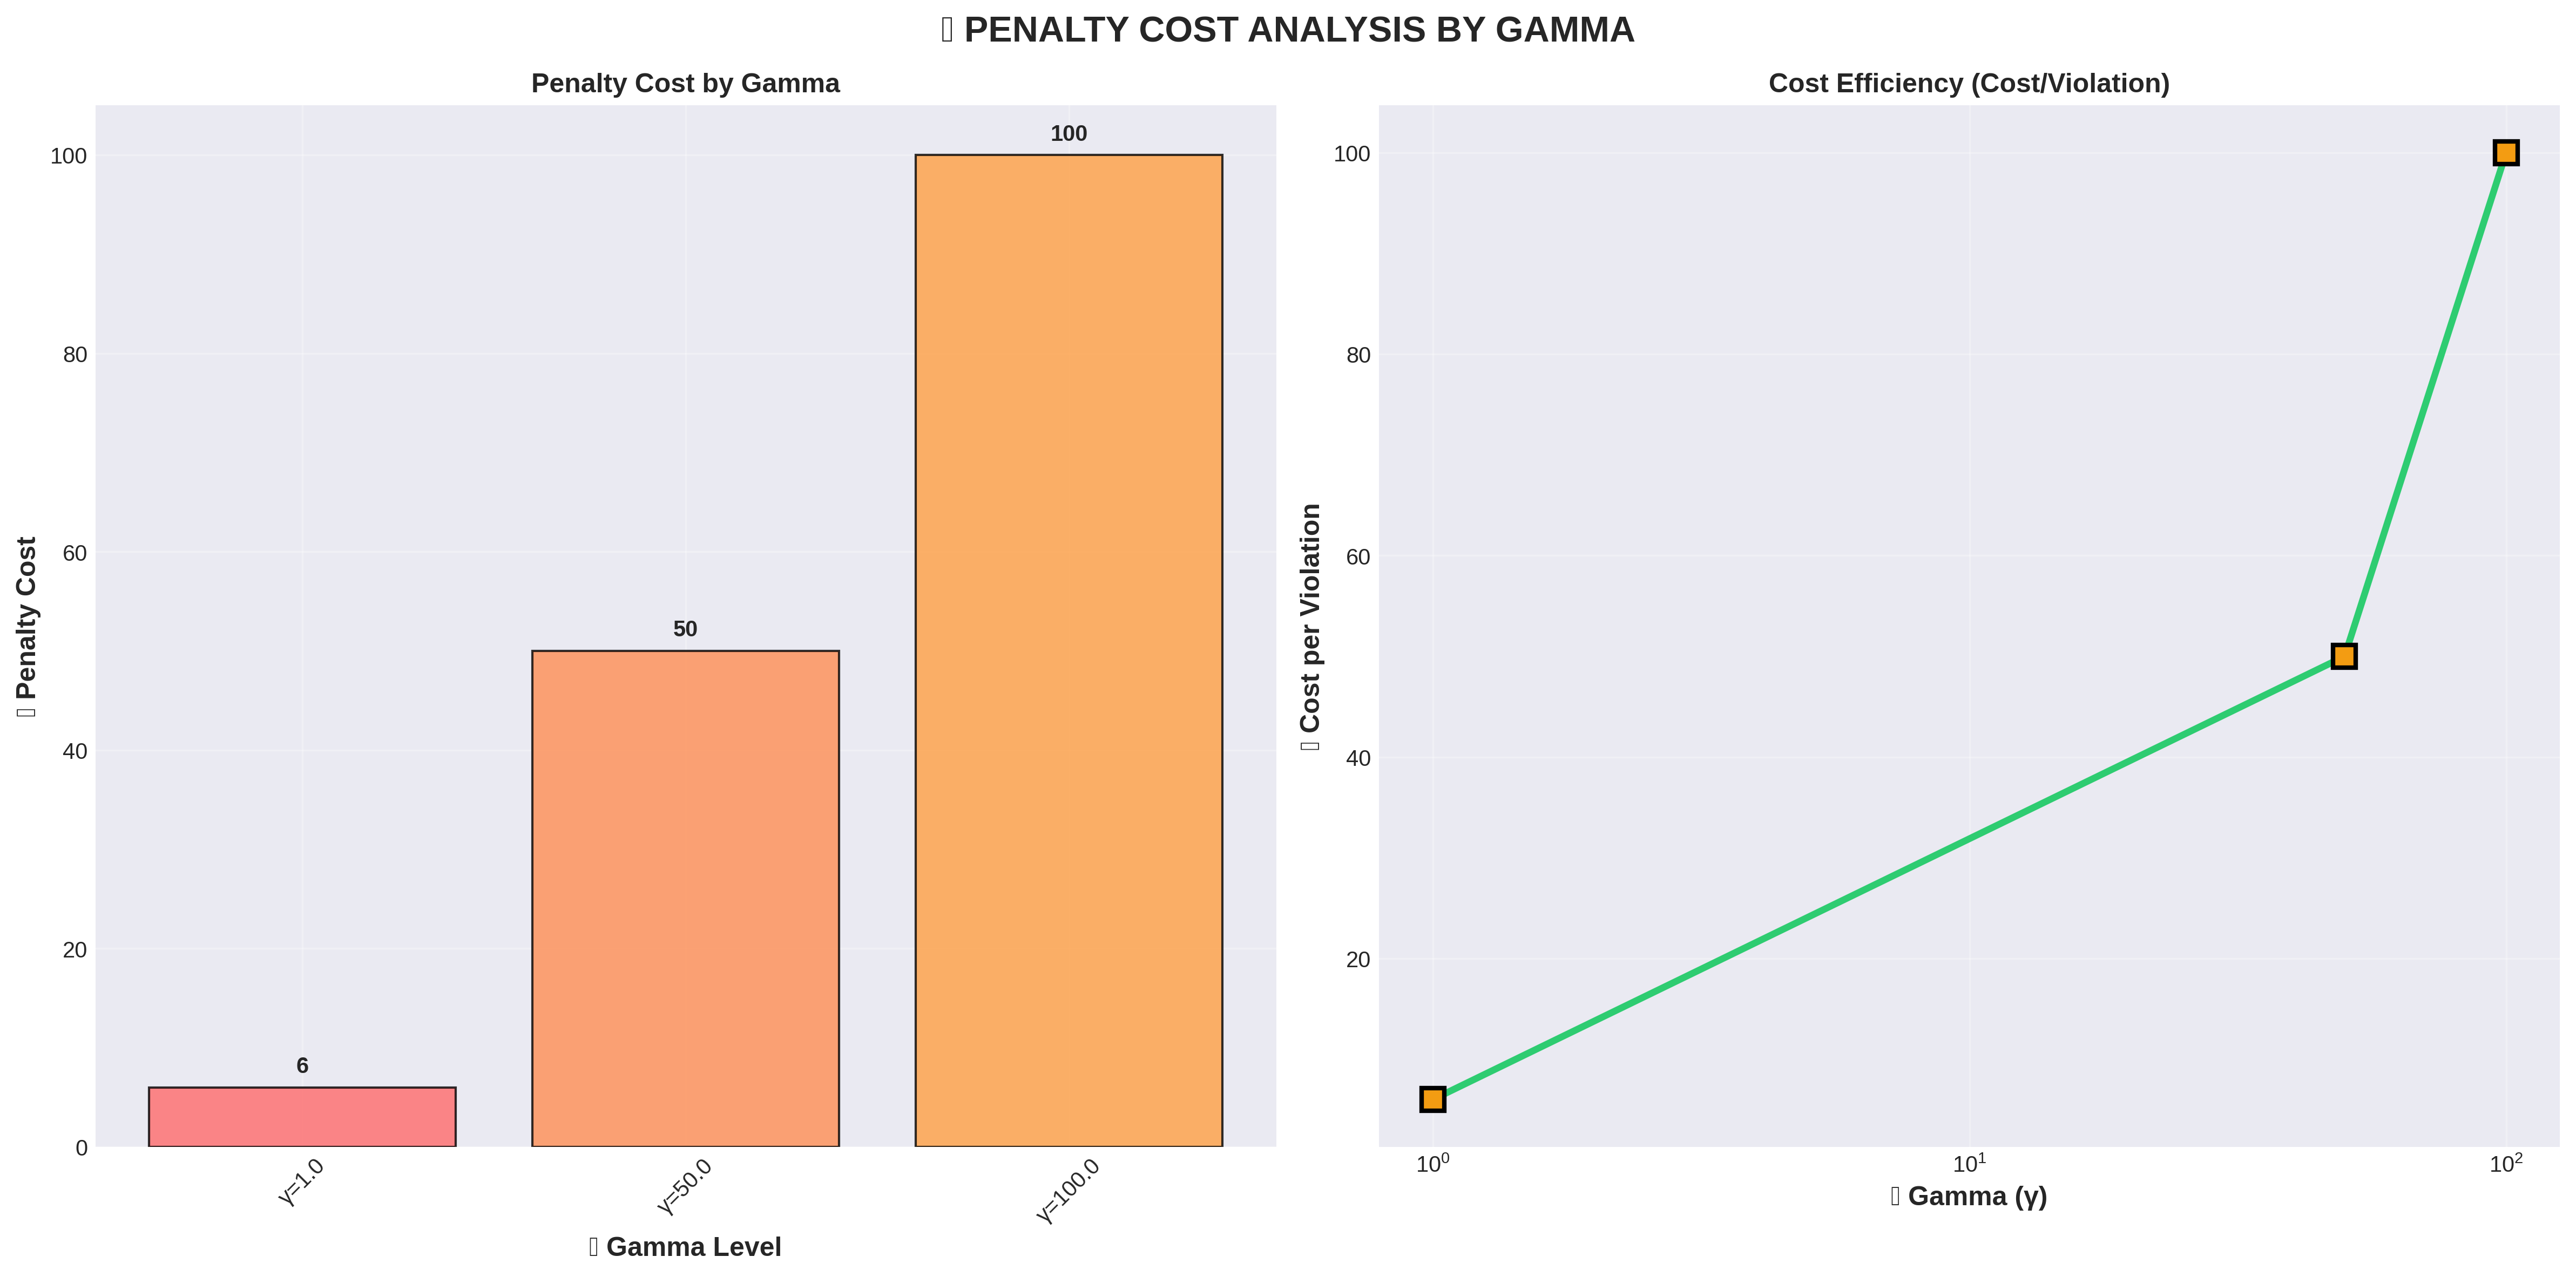 ▯ PENALTY COST ANALYSIS BY GAMMA
Penalty Cost by Gamma
▯ Penalty Cost
100
80
60
40
20
0
6
50
100
γ=1.0
γ=50.0
γ=100.0
▯ Gamma Level
Cost Efficiency (Cost/Violation)
▯ Cost per Violation
100
80
60
40
20
10⁰
10¹
10²
▯ Gamma (γ)